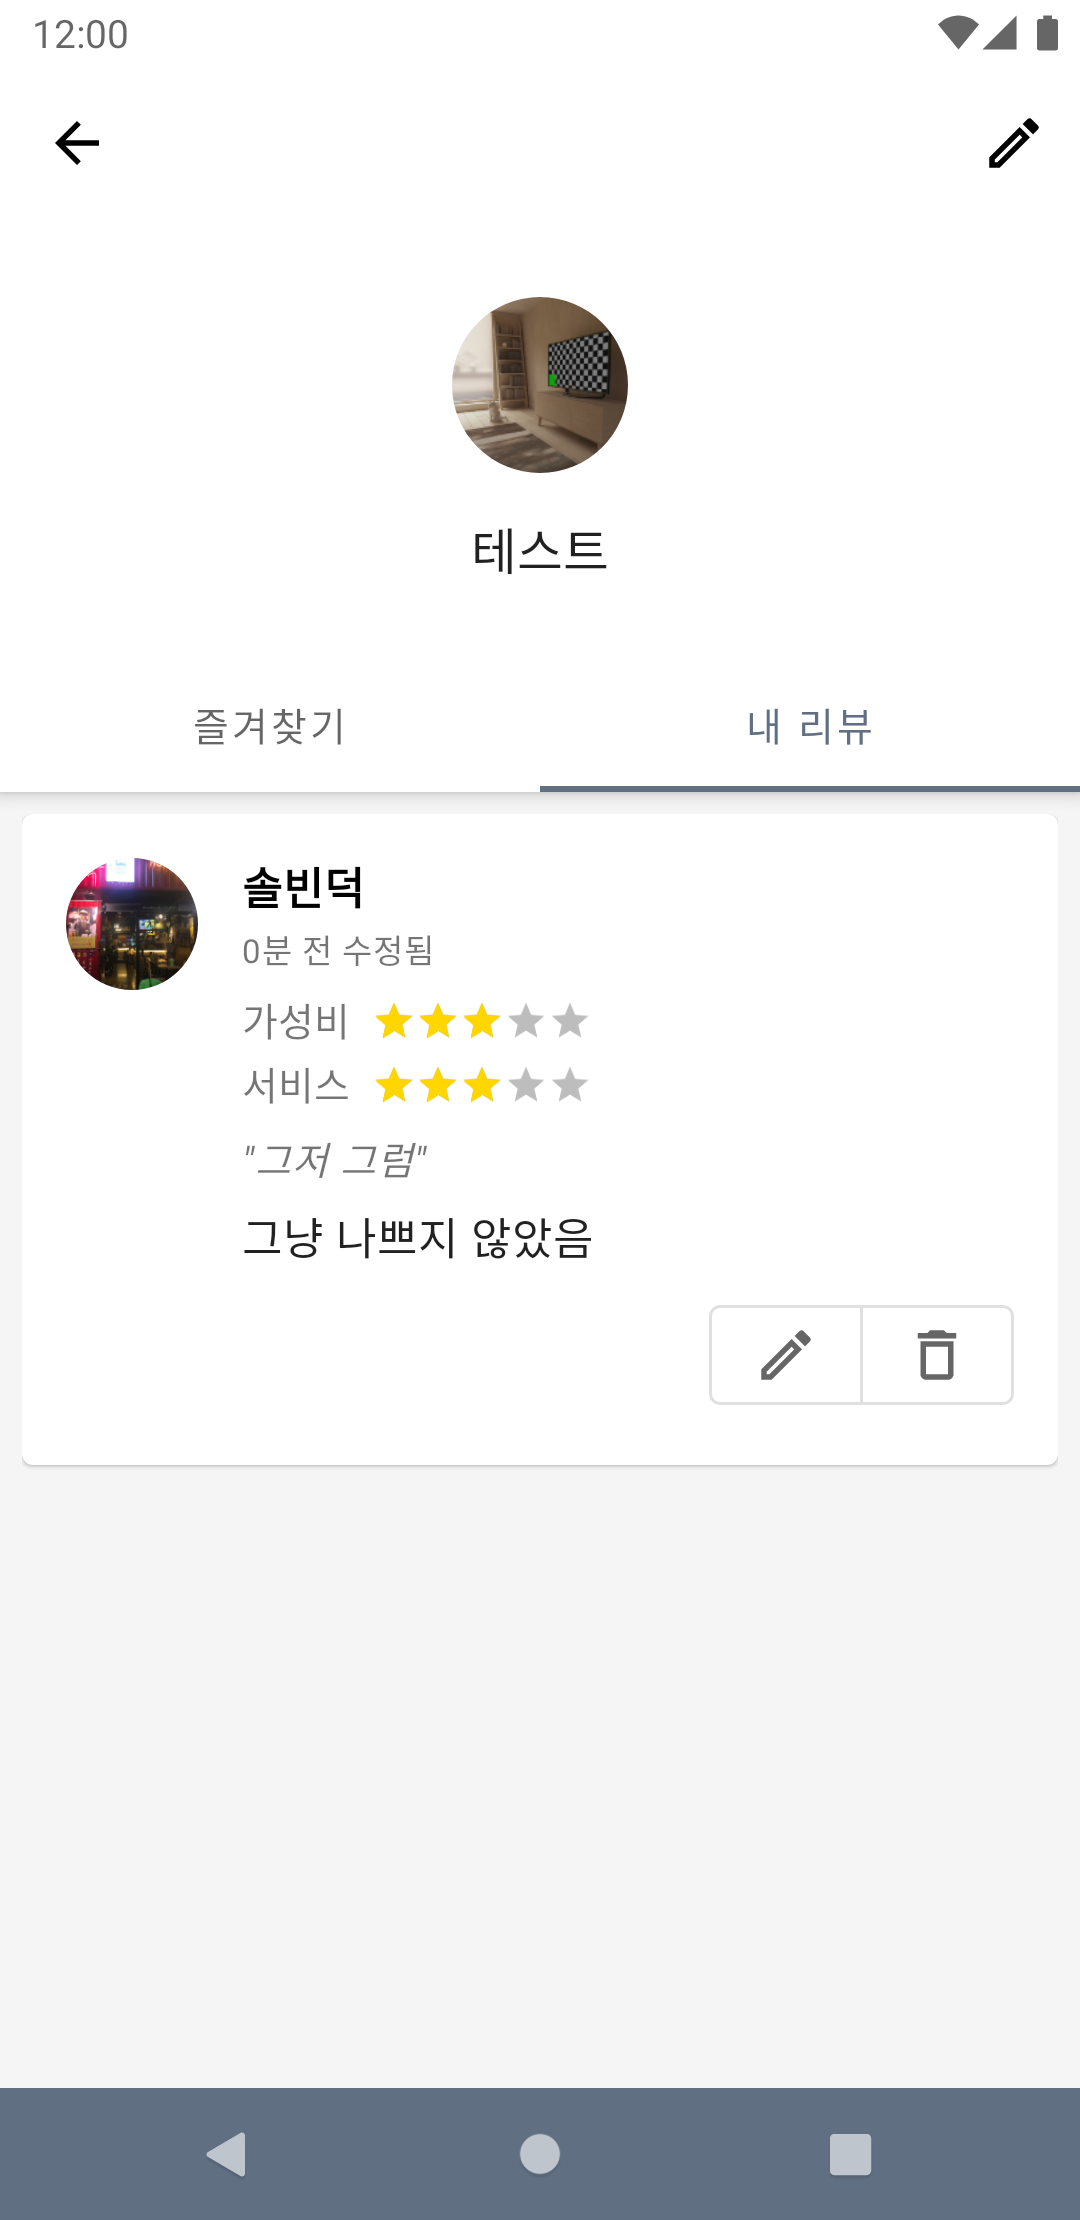 12:00
테스트
즐겨찾기
내 리뷰
솔빈덕
0분 전 수정됨
가성비
서비스
"그저 그럼"
그냥 나쁘지 않았음